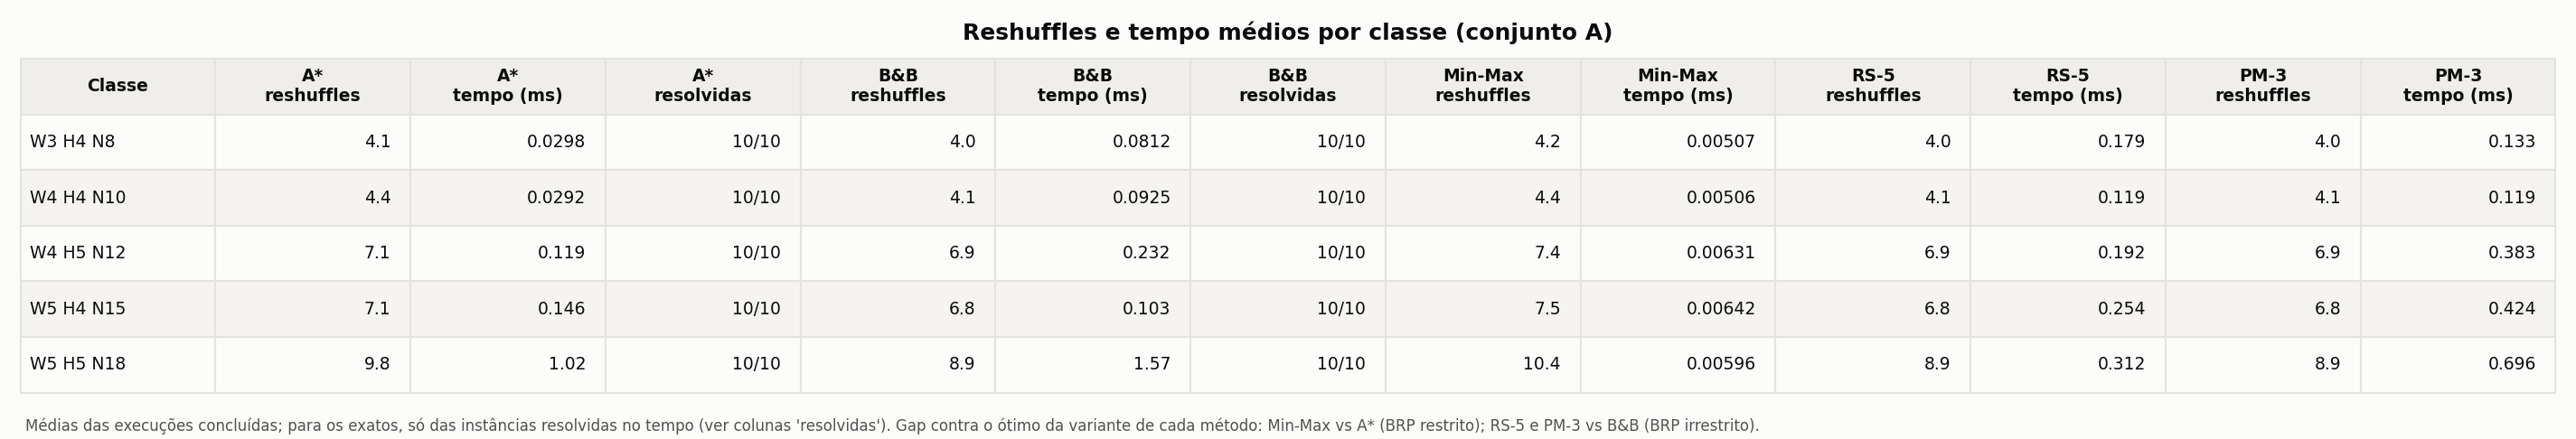 Reshuffles e tempo médios por classe (conjunto A)
Classe A* reshuffles A* tempo (ms) A* resolvidas B&B reshuffles B&B tempo (ms) B&B resolvidas Min-Max reshuffles Min-Max tempo (ms) RS-5 reshuffles RS-5 tempo (ms) PM-3 reshuffles PM-3 tempo (ms)
W3 H4 N8 4.1 0.0298 10/10 4.0 0.0812 10/10 4.2 0.00507 4.0 0.179 4.0 0.133
W4 H4 N10 4.4 0.0292 10/10 4.1 0.0925 10/10 4.4 0.00506 4.1 0.119 4.1 0.119
W4 H5 N12 7.1 0.119 10/10 6.9 0.232 10/10 7.4 0.00631 6.9 0.192 6.9 0.383
W5 H4 N15 7.1 0.146 10/10 6.8 0.103 10/10 7.5 0.00642 6.8 0.254 6.8 0.424
W5 H5 N18 9.8 1.02 10/10 8.9 1.57 10/10 10.4 0.00596 8.9 0.312 8.9 0.696
Médias das execuções concluídas; para os exatos, só das instâncias resolvidas no tempo (ver colunas 'resolvidas'). Gap contra o ótimo da variante de cada método: Min-Max vs A* (BRP restrito); RS-5 e PM-3 vs B&B (BRP irrestrito).